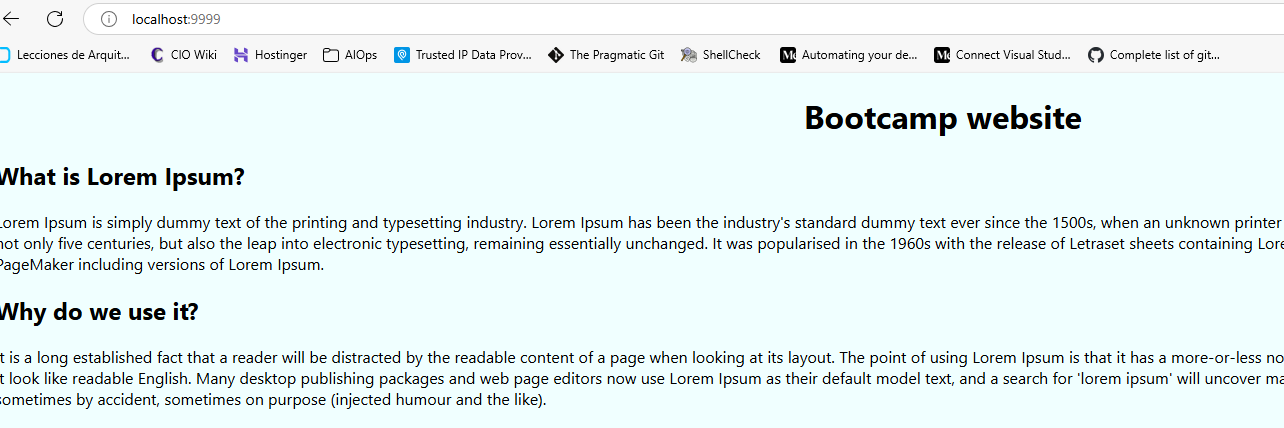 localhost:9999
Lecciones de Arquit... CIO Wiki Hostinger AIOps Trusted IP Data Prov... The Pragmatic Git ShellCheck Automating your de... Connect Visual Stud... Complete list of git...
Bootcamp website
What is Lorem Ipsum?
Lorem Ipsum is simply dummy text of the printing and typesetting industry. Lorem Ipsum has been the industry's standard dummy text ever since the 1500s, when an unknown printer
not only five centuries, but also the leap into electronic typesetting, remaining essentially unchanged. It was popularised in the 1960s with the release of Letraset sheets containing Lore
PageMaker including versions of Lorem Ipsum.
Why do we use it?
It is a long established fact that a reader will be distracted by the readable content of a page when looking at its layout. The point of using Lorem Ipsum is that it has a more-or-less no
it look like readable English. Many desktop publishing packages and web page editors now use Lorem Ipsum as their default model text, and a search for 'lorem ipsum' will uncover ma
sometimes by accident, sometimes on purpose (injected humour and the like).